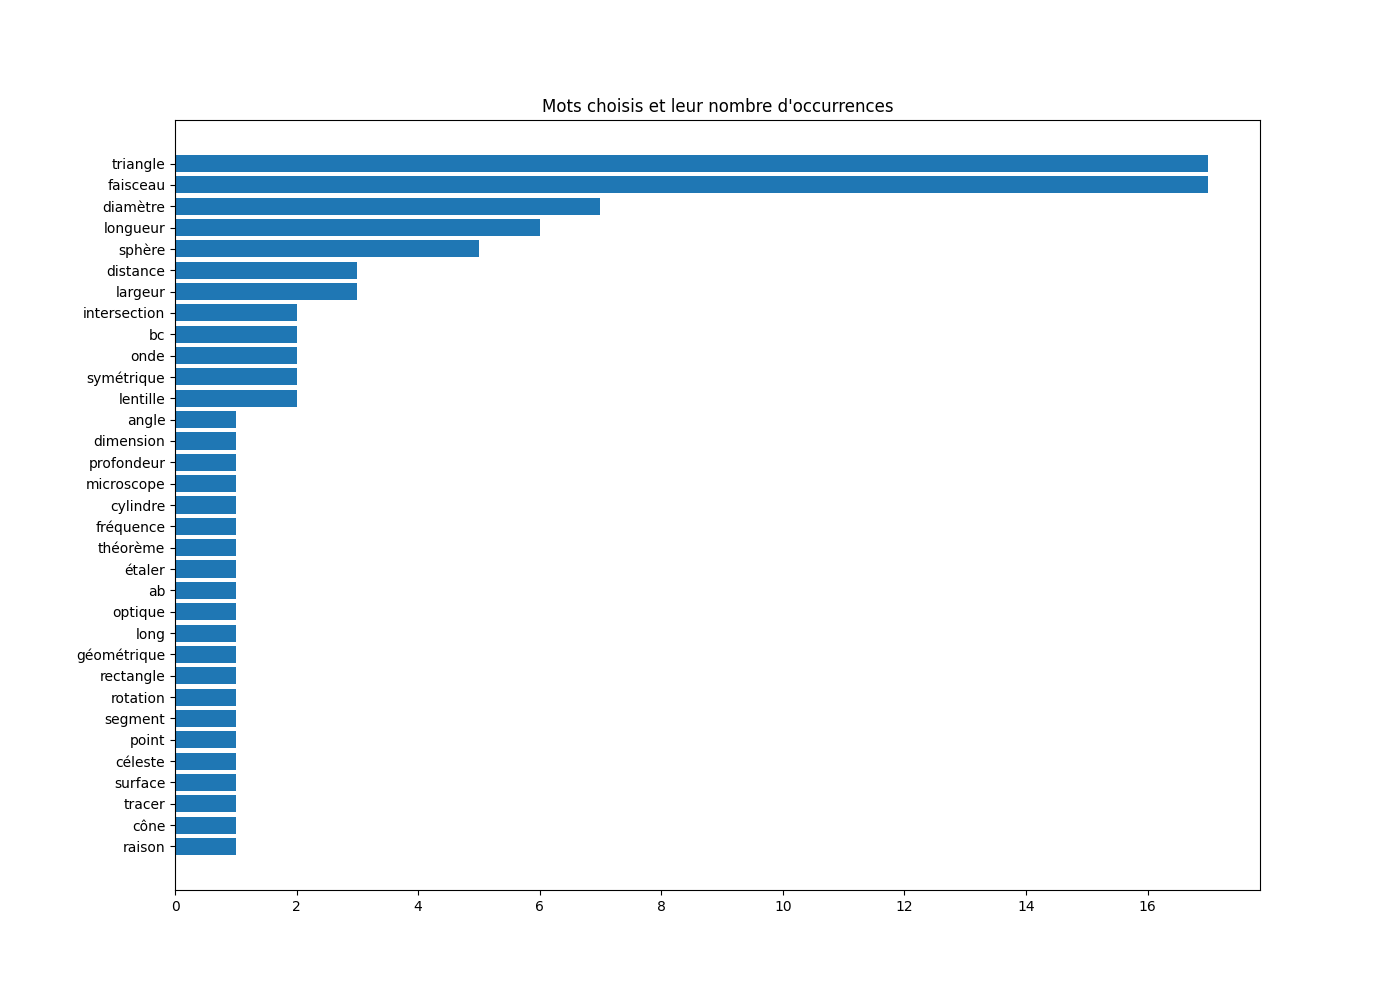 Mots choisis et leur nombre d'occurrences
triangle
faisceau
diamètre
longueur
sphère
distance
largeur
intersection
bc
onde
symétrique
lentille
angle
dimension
profondeur
microscope
cylindre
fréquence
théorème
étaler
ab
optique
long
géométrique
rectangle
rotation
segment
point
céleste
surface
tracer
cône
raison
0 2 4 6 8 10 12 14 16